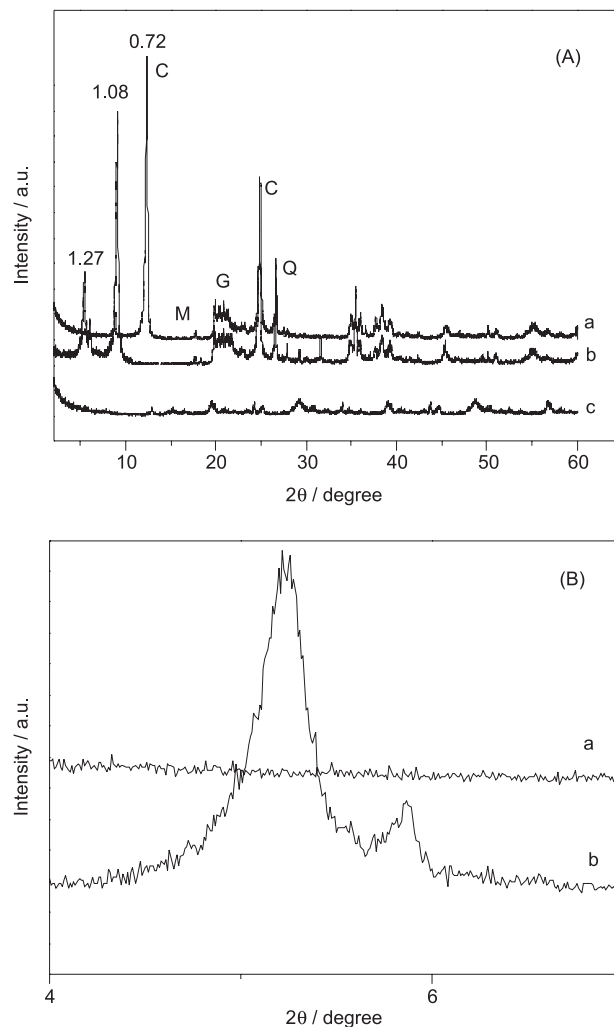 0.72
(A)
C
1.08
C
1.27
Q
G
M
a
b
c
Intensity / a.u.
10 20 30 40 50 60
2θ / degree
(B)
a
b
Intensity / a.u.
4 6
2θ / degree